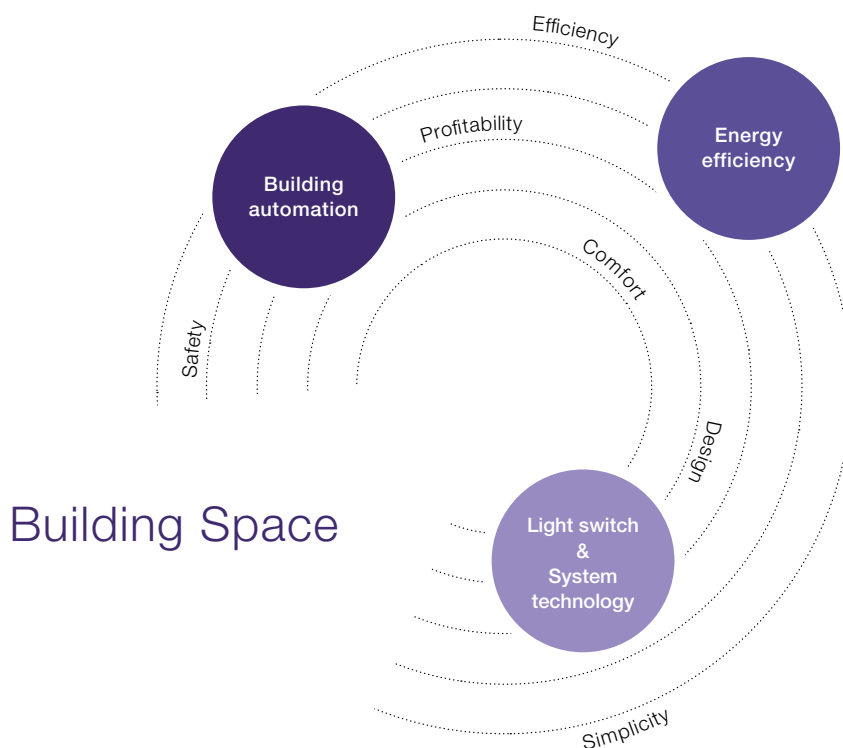 Efficiency
Profitability
Energy
efficiency
Building
automation
Comfort
Safety
Design
Building Space
Light switch
&
System
technology
Simplicity